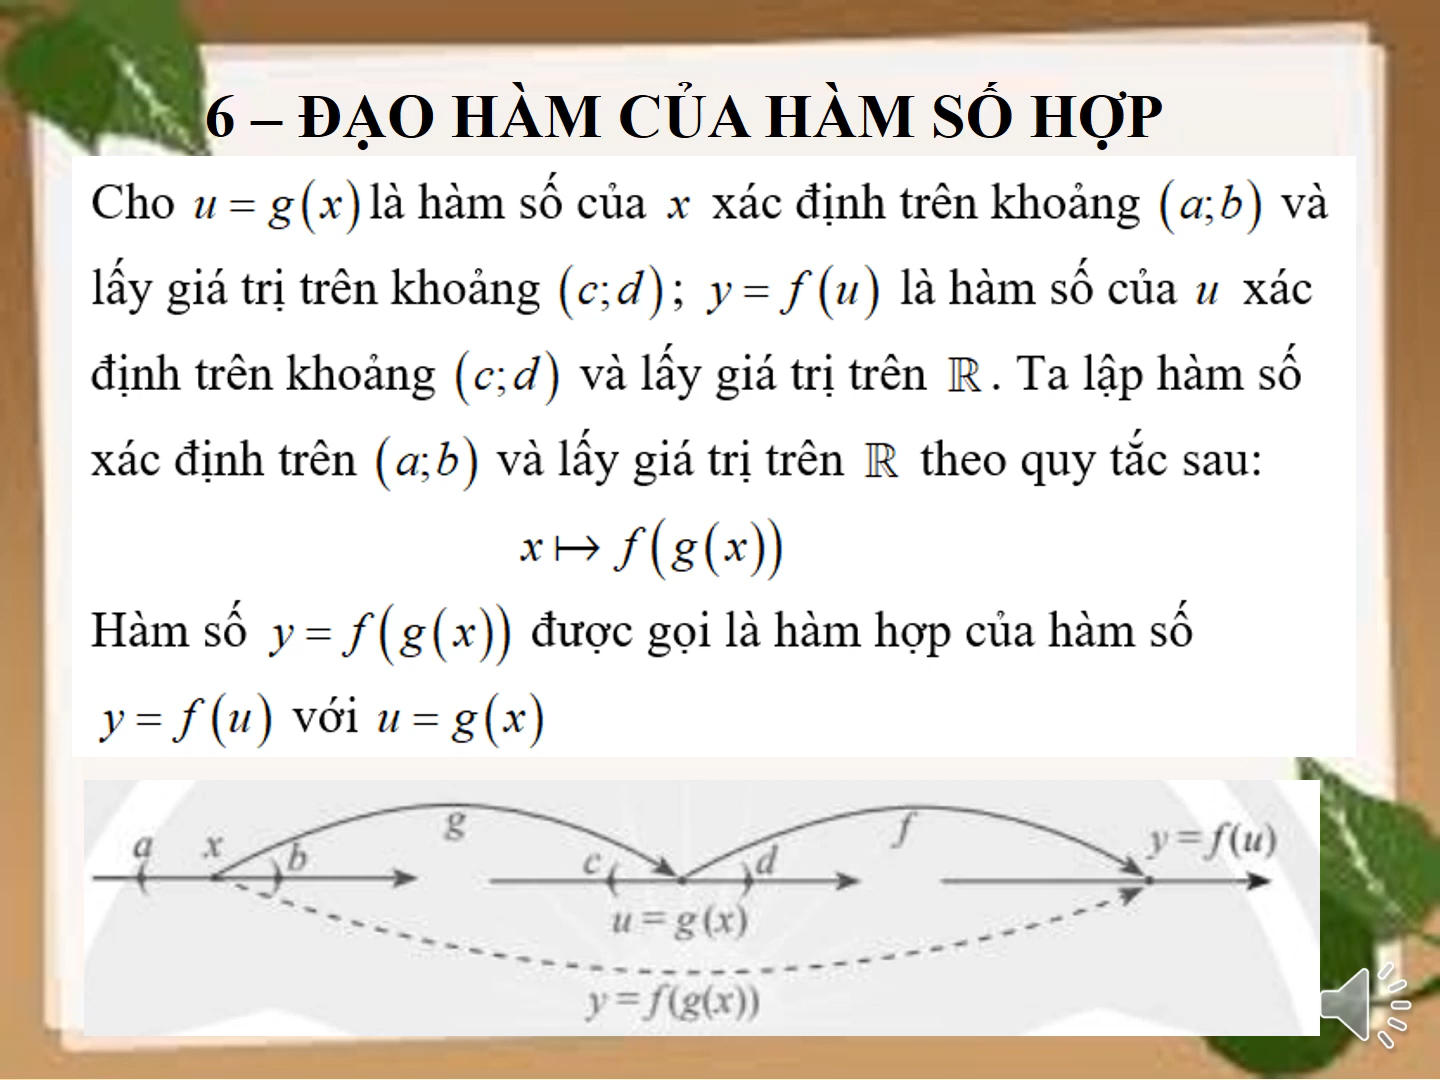 6 – ĐẠO HÀM CỦA HÀM SỐ HỢP
Cho u = g(x) là hàm số của x xác định trên khoảng (a;b) và
lấy giá trị trên khoảng (c;d); y = f(u) là hàm số của u xác
định trên khoảng (c;d) và lấy giá trị trên ℝ. Ta lập hàm số
xác định trên (a;b) và lấy giá trị trên ℝ theo quy tắc sau:
x ↦ f(g(x))
Hàm số y = f(g(x)) được gọi là hàm hợp của hàm số
y = f(u) với u = g(x)
a x b g c d f y = f(u)
u = g(x)
y = f(g(x))